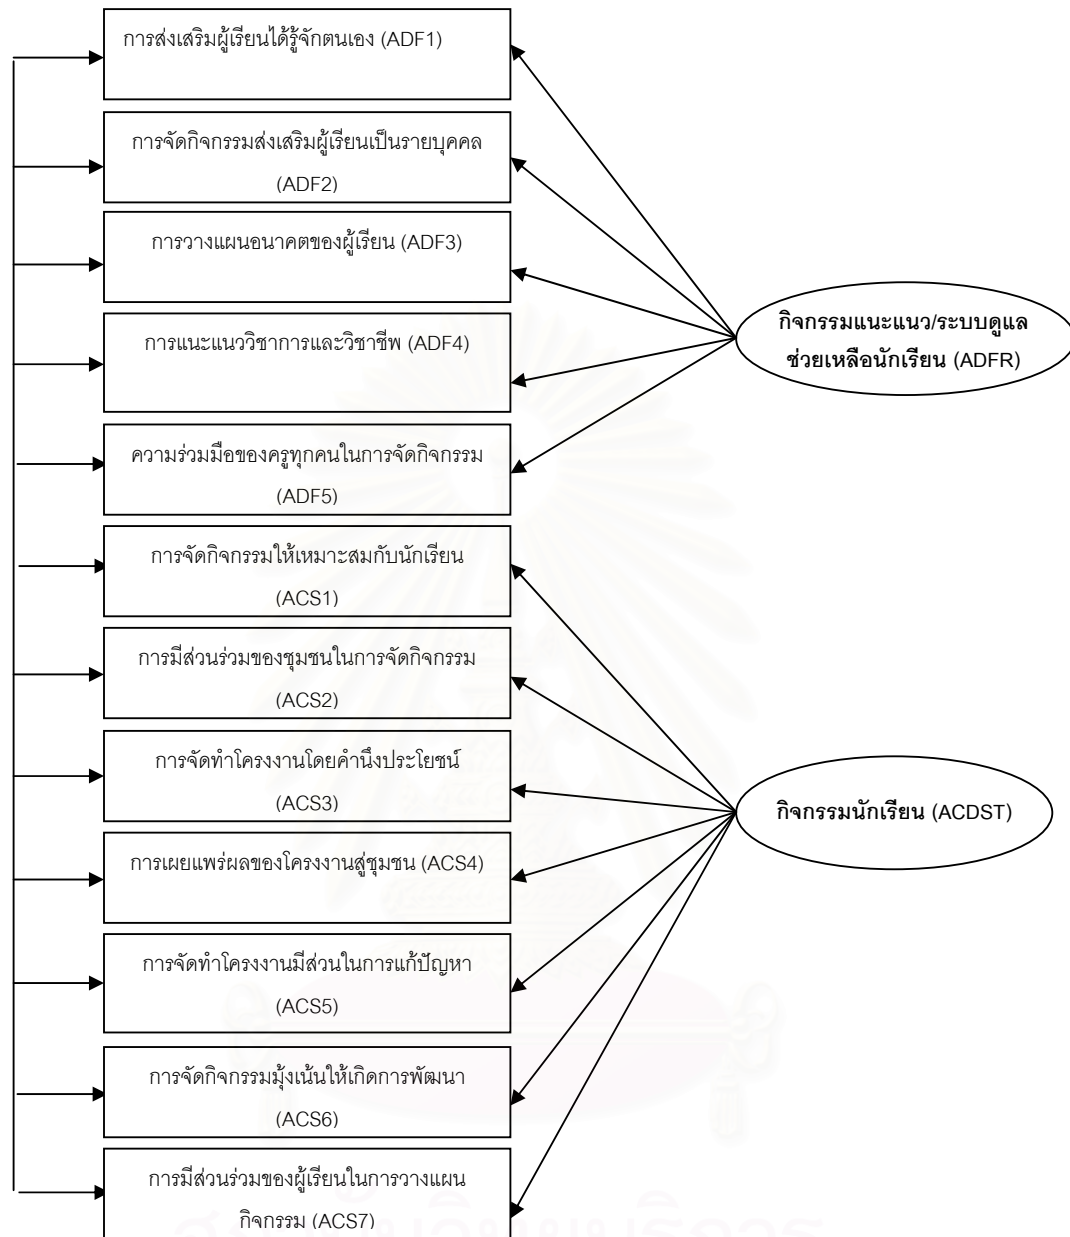 การส่งเสริมผู้เรียนได้รู้จักตนเอง (ADF1)
การจัดกิจกรรมส่งเสริมผู้เรียนเป็นรายบุคคล
(ADF2)
การวางแผนอนาคตของผู้เรียน (ADF3)
การแนะแนววิชาการและวิชาชีพ (ADF4)
ความร่วมมือของครูทุกคนในการจัดกิจกรรม
(ADF5)
กิจกรรมแนะแนว/ระบบดูแล
ช่วยเหลือนักเรียน (ADFR)
การจัดกิจกรรมให้เหมาะสมกับนักเรียน
(ACS1)
การมีส่วนร่วมของชุมชนในการจัดกิจกรรม
(ACS2)
การจัดทำโครงงานโดยคำนึงประโยชน์
(ACS3)
การเผยแพร่ผลของโครงงานสู่ชุมชน (ACS4)
การจัดทำโครงงานมีส่วนในการแก้ปัญหา
(ACS5)
การจัดกิจกรรมมุ้งเน้นให้เกิดการพัฒนา
(ACS6)
การมีส่วนร่วมของผู้เรียนในการวางแผน
กิจกรรม (ACS7)
กิจกรรมนักเรียน (ACDST)